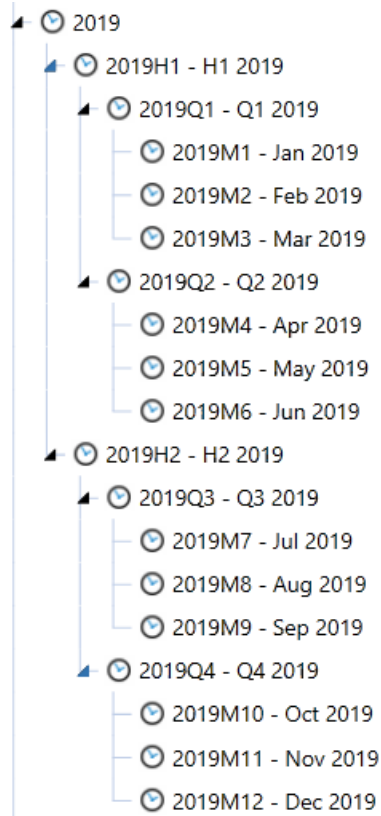 2019
2019H1 - H1 2019
2019Q1 - Q1 2019
2019M1 - Jan 2019
2019M2 - Feb 2019
2019M3 - Mar 2019
2019Q2 - Q2 2019
2019M4 - Apr 2019
2019M5 - May 2019
2019M6 - Jun 2019
2019H2 - H2 2019
2019Q3 - Q3 2019
2019M7 - Jul 2019
2019M8 - Aug 2019
2019M9 - Sep 2019
2019Q4 - Q4 2019
2019M10 - Oct 2019
2019M11 - Nov 2019
2019M12 - Dec 2019